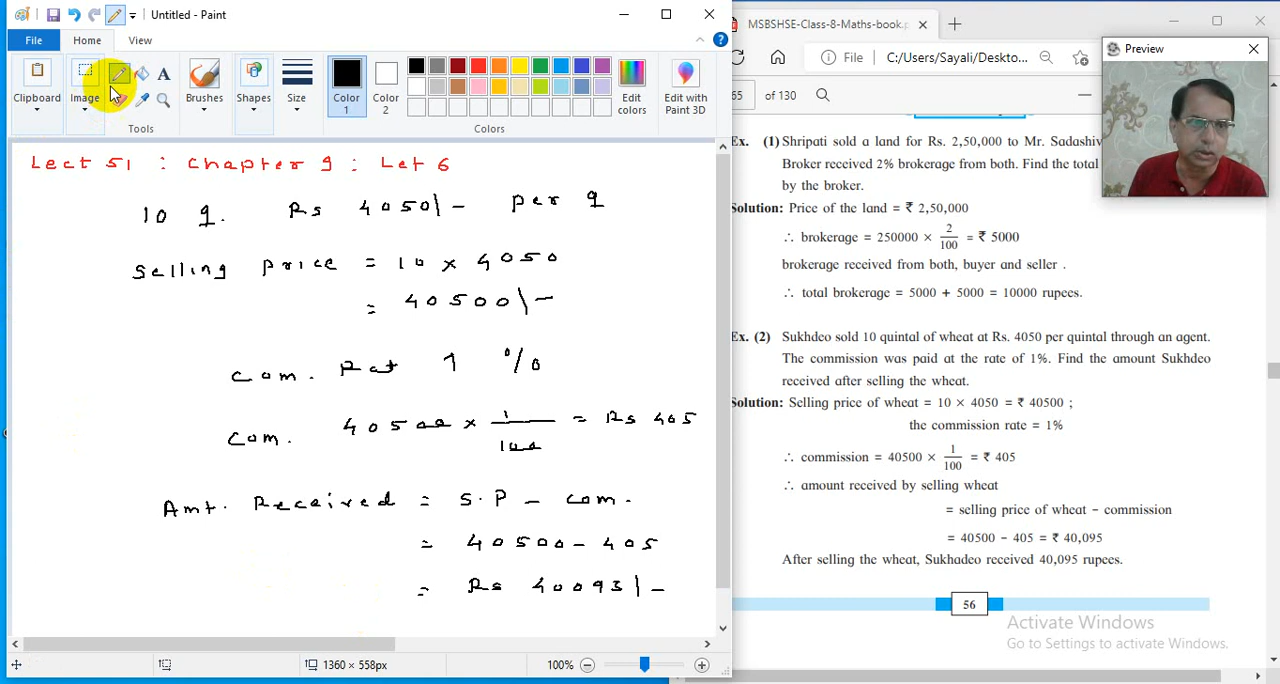 Untitled - Paint
File Home View
Clipboard
Image
Tools
Brushes
Shapes
Size
Color 1
Color 2
Edit colors
Colors
Edit with Paint 3D
Lect 51 : Chapter 9 : Let 6
10 q. Rs 4050/- per q
Selling price = 10 x 4050
= 40500/-
Com. Rat 1 %
Com. 40500 x 1/100 = Rs 405
Amt. Received = S.P - Com.
= 40500 - 405
= Rs 40093/-
1360 × 558px
100%
MSBSHSE-Class-8-Maths-book.
File C:/Users/Sayali/Deskto...
65 of 130
Preview
Ex. (1) Shripati sold a land for Rs. 2,50,000 to Mr. Sadashiv
Broker received 2% brokerage from both. Find the total
by the broker.
Solution: Price of the land = ₹ 2,50,000
∴ brokerage = 250000 × 2/100 = ₹ 5000
brokerage received from both, buyer and seller .
∴ total brokerage = 5000 + 5000 = 10000 rupees.
Ex. (2) Sukhdeo sold 10 quintal of wheat at Rs. 4050 per quintal through an agent.
The commission was paid at the rate of 1%. Find the amount Sukhdeo
received after selling the wheat.
Solution: Selling price of wheat = 10 × 4050 = ₹ 40500 ;
the commission rate = 1%
∴ commission = 40500 × 1/100 = ₹ 405
∴ amount received by selling wheat
= selling price of wheat – commission
= 40500 – 405 = ₹ 40,095
After selling the wheat, Sukhadeo received 40,095 rupees.
56
Activate Windows
Go to Settings to activate Windows.